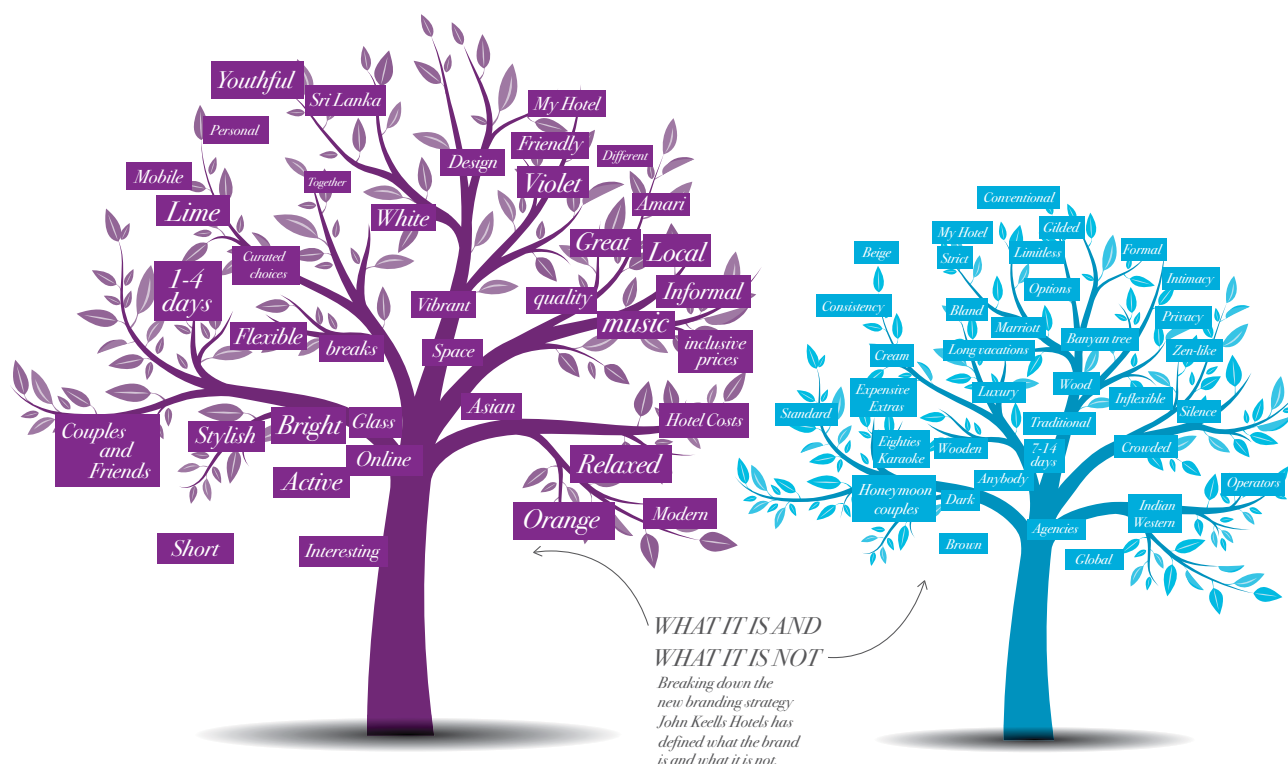 Youthful
Sri Lanka
My Hotel
Personal
Friendly
Different
Design
Mobile
Together
Violet
Lime
White
Amari
Great
Local
Curated
choices
1-4
days
Vibrant
quality
Informal
music
Flexible
breaks
Space
inclusive
prices
Asian
Hotel Costs
Couples
and
Friends
Stylish
Bright
Glass
Online
Relaxed
Active
Orange
Modern
Short
Interesting
WHAT IT IS AND
WHAT IT IS NOT
Breaking down the
new branding strategy
John Keells Hotels has
defined what the brand
is and what it is not
Conventional
My Hotel
Gilded
Beige
Strict
Limitless
Formal
Intimacy
Options
Consistency
Bland
Privacy
Marriott
Banyan tree
Cream
Long vacations
Zen-like
Expensive
Extras
Luxury
Wood
Inflexible
Standard
Silence
Traditional
Eighties
Karaoke
Wooden
7-14
days
Crowded
Honeymoon
couples
Anybody
Dark
Operators
Indian
Western
Agencies
Brown
Global